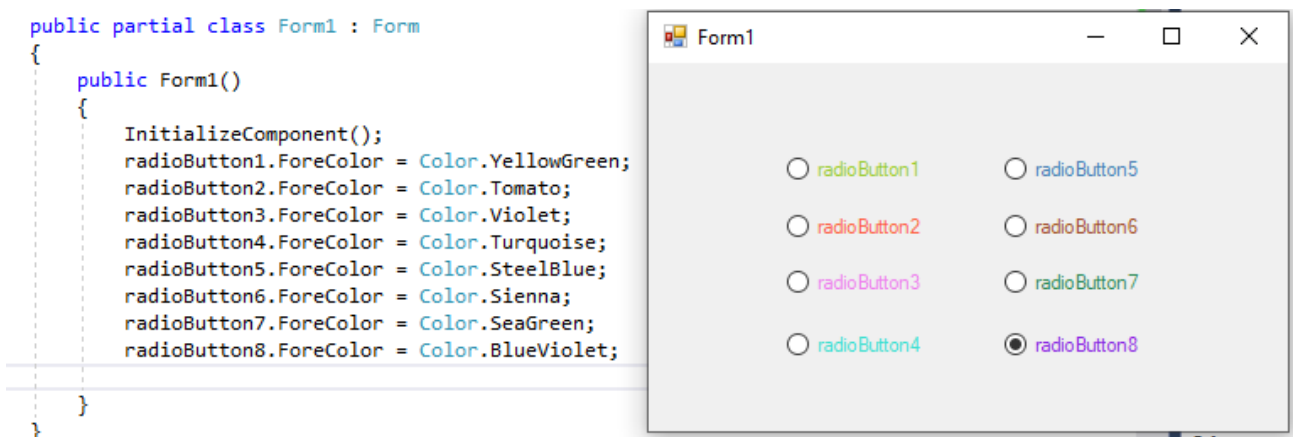 public partial class Form1 : Form
{
public Form1()
{
InitializeComponent();
radioButton1.ForeColor = Color.YellowGreen;
radioButton2.ForeColor = Color.Tomato;
radioButton3.ForeColor = Color.Violet;
radioButton4.ForeColor = Color.Turquoise;
radioButton5.ForeColor = Color.SteelBlue;
radioButton6.ForeColor = Color.Sienna;
radioButton7.ForeColor = Color.SeaGreen;
radioButton8.ForeColor = Color.BlueViolet;
}
}
Form1
radioButton1
radioButton2
radioButton3
radioButton4
radioButton5
radioButton6
radioButton7
radioButton8